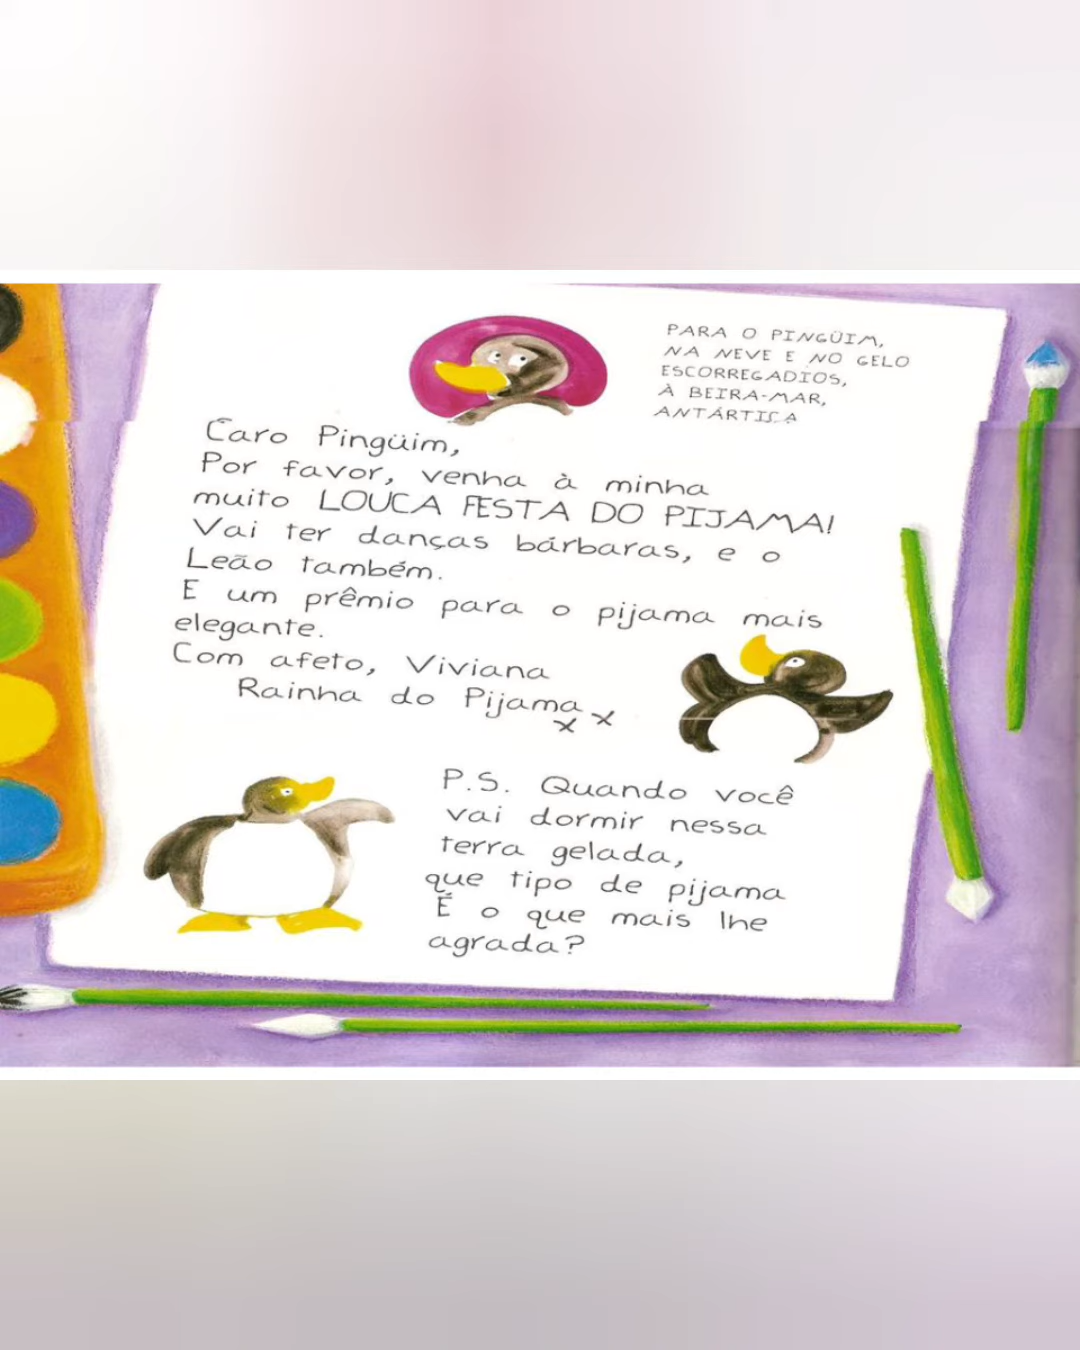 PARA O PINGÜIM,
NA NEVE E NO GELO
ESCORREGADIOS,
À BEIRA-MAR,
ANTÁRTICA
Caro Pingüim,
Por favor, venha à minha
muito LOUCA FESTA DO PIJAMA!
Vai ter danças bárbaras, e o
Leão também.
E um prêmio para o pijama mais
elegante.
Com afeto, Viviana
Rainha do Pijama
x x
P.S. Quando você
vai dormir nessa
terra gelada,
que tipo de pijama
É o que mais lhe
agrada?